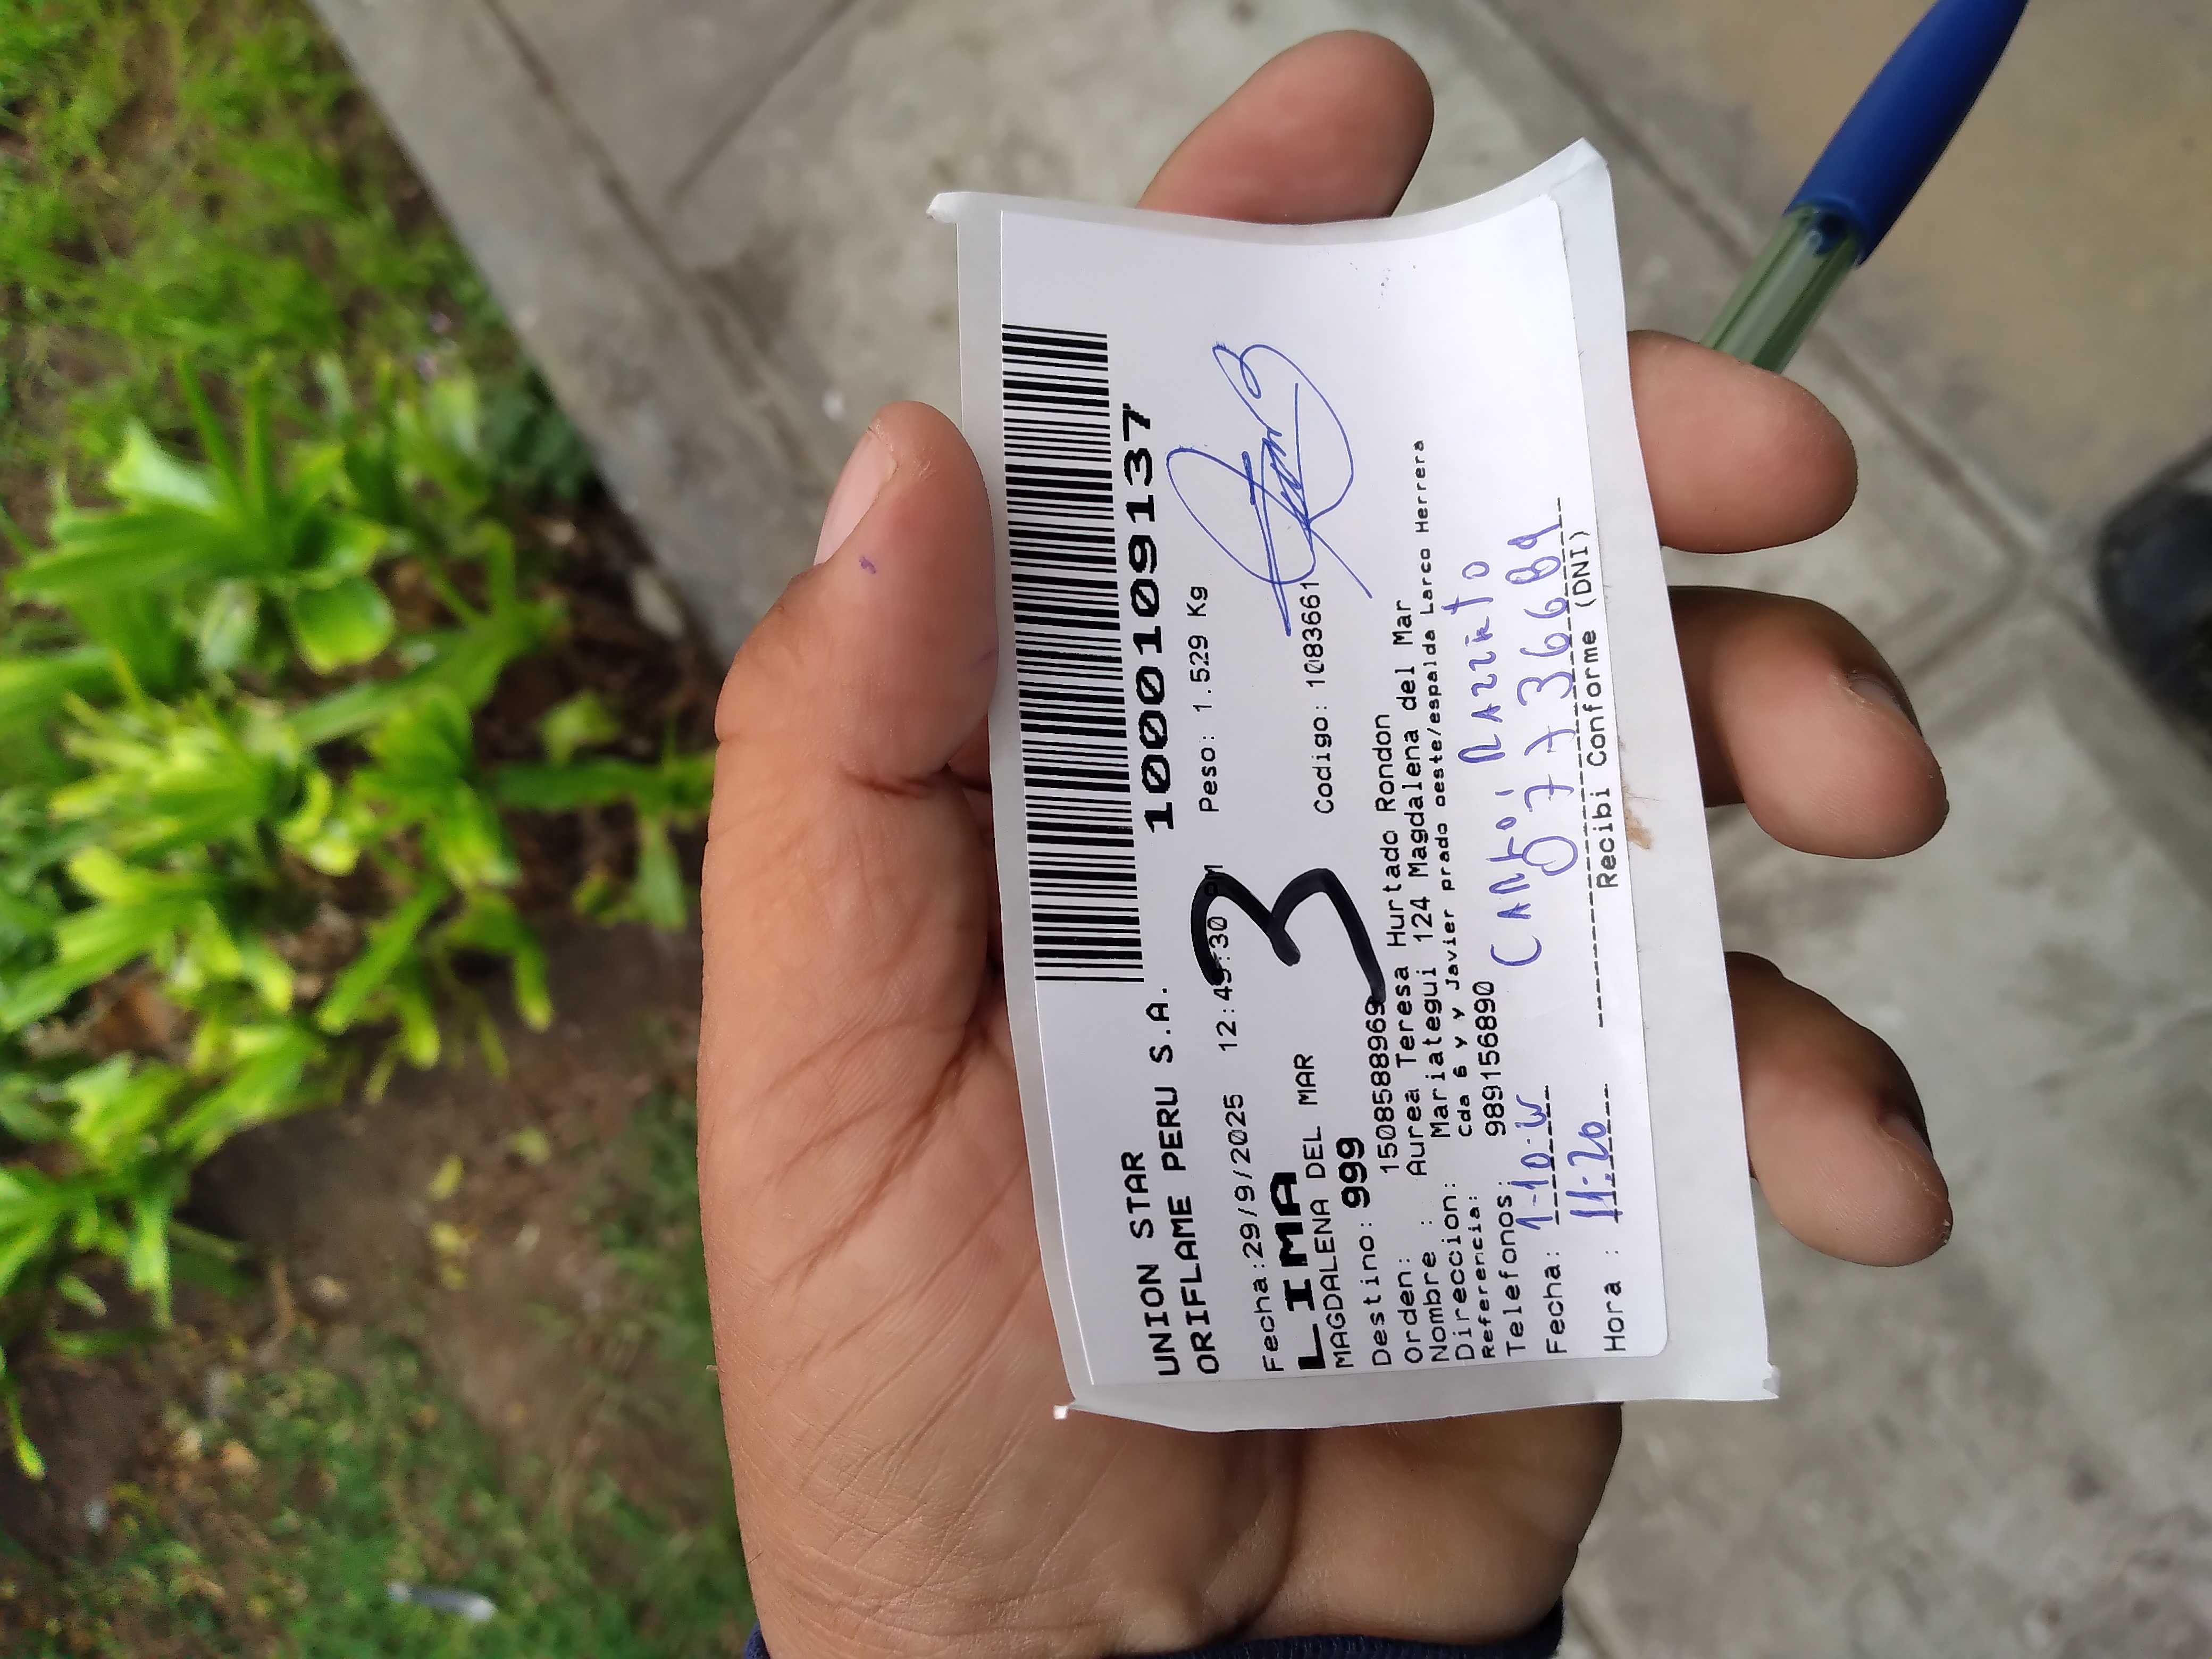 UNION STAR
ORIFLAME PERU S.A. 1000109137
Fecha:29/9/2025 12:45:30 PM Peso: 1.529 Kg
LIMA
MAGDALENA DEL MAR 3
Destino: 999 Codigo: 10836617
Orden: 1508588969
Nombre : Aurea Teresa Hurtado Rondon
Direccion: Mariategui 124 Magdalena del Mar
Referencia: cda 6 y y Javier prado oeste/espalda Larco Herrera
Telefonos: 989156890
Fecha: 1-10
Hora : 11:20
Recibi Conforme (DNI)